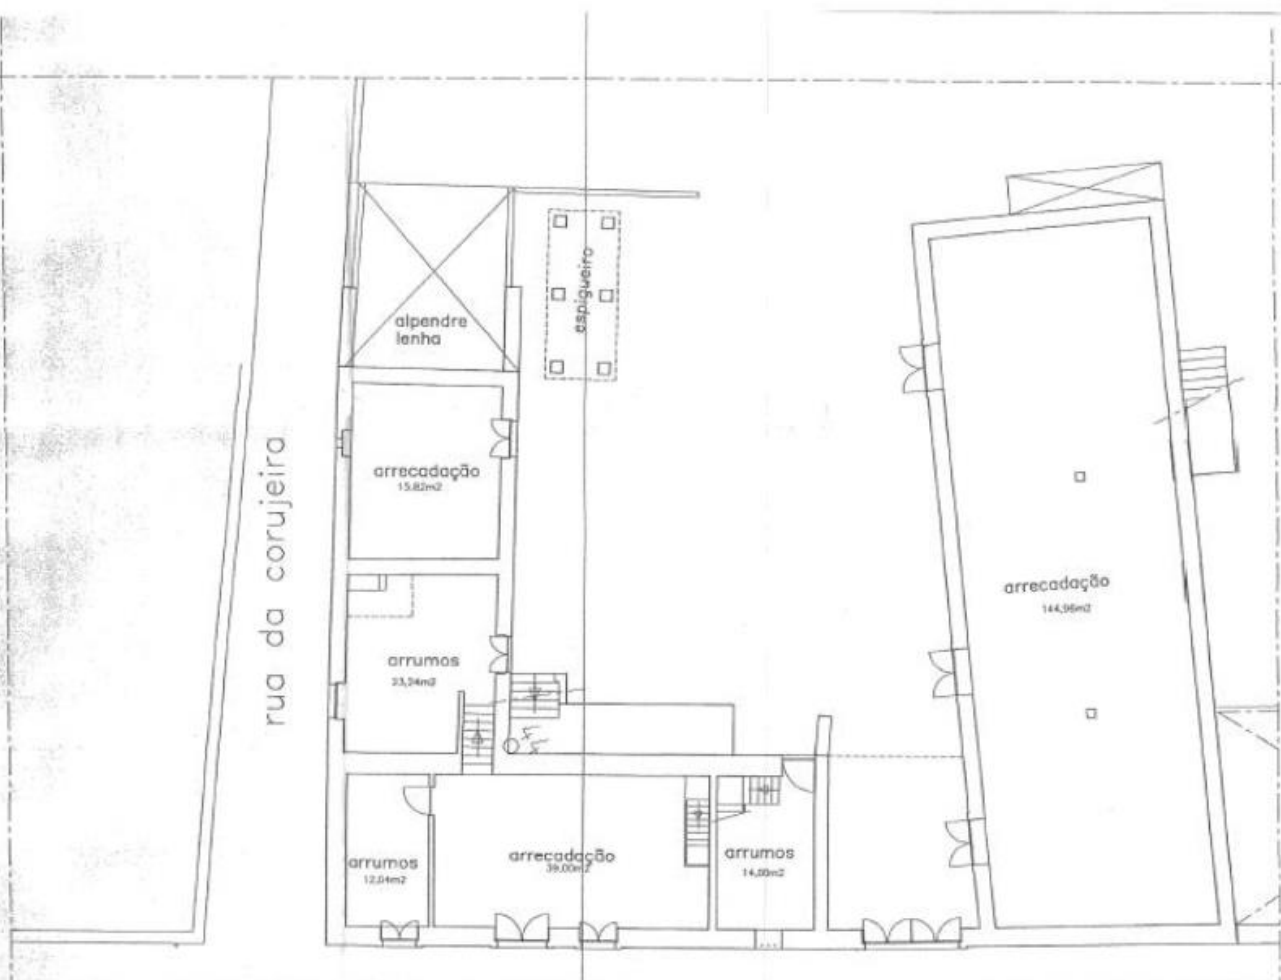 espigueiro
alpendre
lenha
arrecadação
15,82m2
rua da corujeira
arrecadação
144,96m2
arrumos
23,24m2
arrumos
12,04m2
arrecadação
39,00m2
arrumos
14,00m2